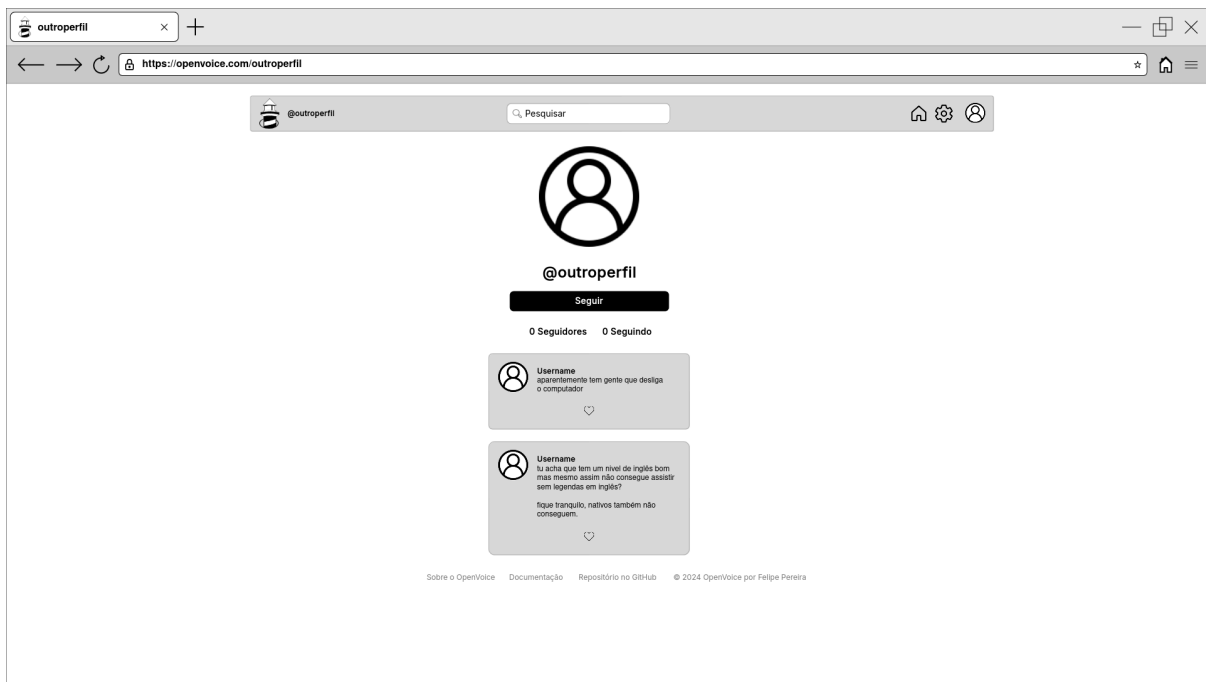 outroperfil
https://openvoice.com/outroperfil
@outroperfil
Pesquisar
@outroperfil
Seguir
0 Seguidores 0 Seguindo
Username
aparentemente tem gente que desliga
o computador
Username
tu acha que tem um nivel de inglês bom
mas mesmo assim não consegue assistir
sem legendas em inglês?
fique tranquilo, nativos também não
conseguem.
Sobre o OpenVoice Documentação Repositório no GitHub © 2024 OpenVoice por Felipe Pereira